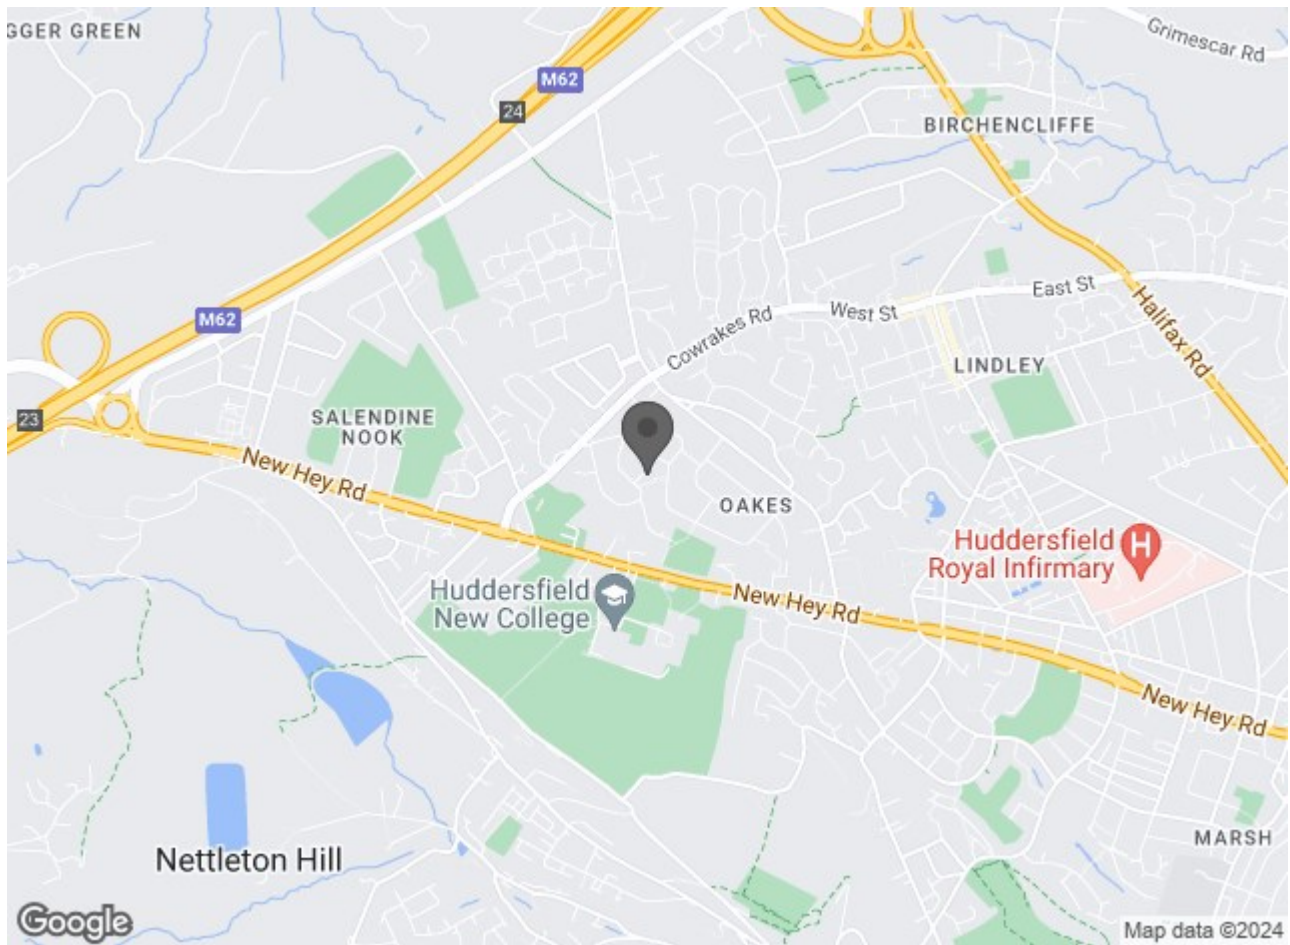 GGER GREEN
Grimescar Rd
M62
24
BIRCHENCLIFFE
East St
M62
West St
Cowrakes Rd
Halifax Rd
LINDLEY
23
SALENDINE
NOOK
New Hey Rd
OAKES
Huddersfield
Royal Infirmary
H
Huddersfield
New College
New Hey Rd
New Hey Rd
MARSH
Nettleton Hill
Google
Map data ©2024